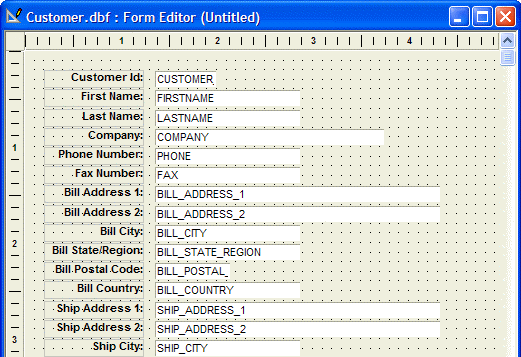 Customer.dbf : Form Editor (Untitled)
1 2 3 4
Customer Id: CUSTOMER
First Name: FIRSTNAME
Last Name: LASTNAME
Company: COMPANY
1
Phone Number: PHONE
Fax Number: FAX
Bill Address 1: BILL_ADDRESS_1
Bill Address 2: BILL_ADDRESS_2
Bill City: BILL_CITY
2
Bill State/Region: BILL_STATE_REGION
Bill Postal Code: BILL_POSTAL_
Bill Country: BILL_COUNTRY
Ship Address 1: SHIP_ADDRESS_1
Ship Address 2: SHIP_ADDRESS_2
3
Ship City: SHIP_CITY